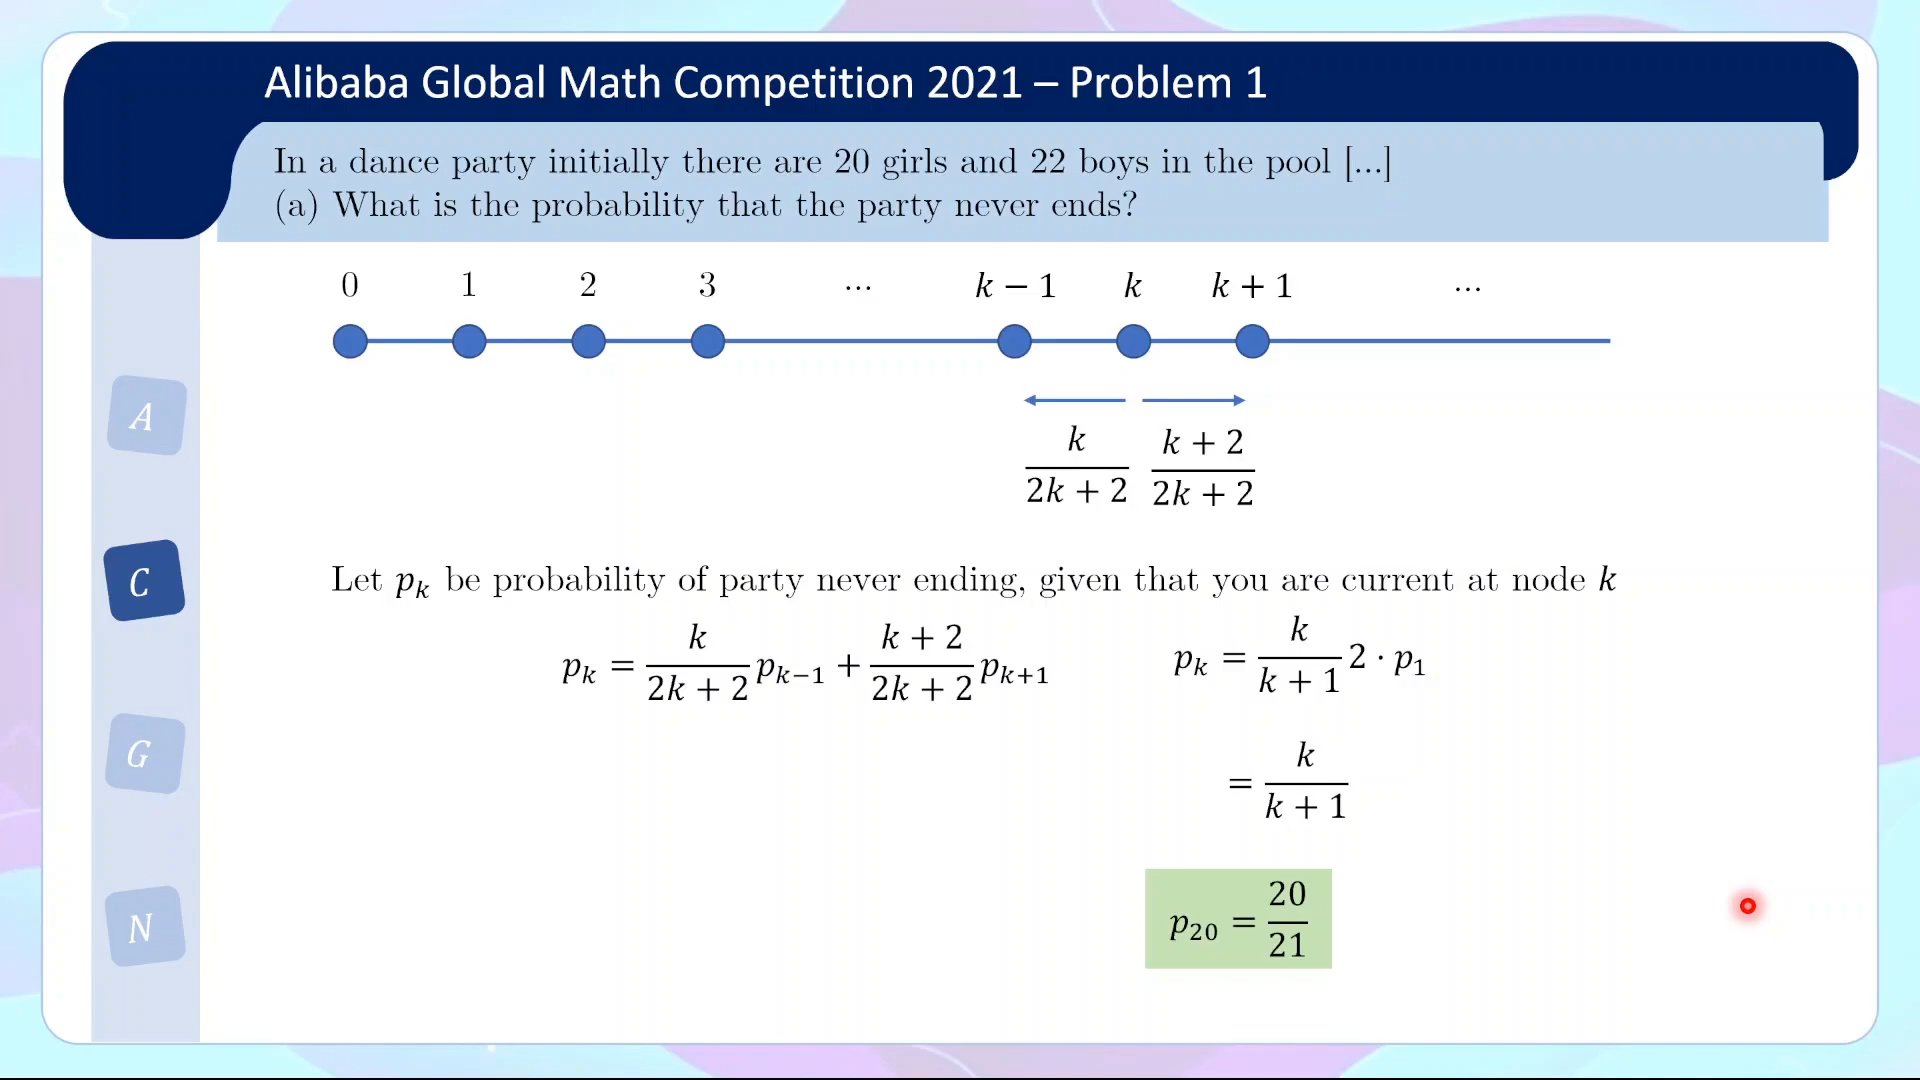 Alibaba Global Math Competition 2021 – Problem 1
In a dance party initially there are 20 girls and 22 boys in the pool [...]
(a) What is the probability that the party never ends?
0 1 2 3 ... k − 1 k k + 1 ...
k/(2k + 2) (k + 2)/(2k + 2)
A
C
G
N
Let p_k be probability of party never ending, given that you are current at node k
p_k = k/(2k + 2) p_{k−1} + (k + 2)/(2k + 2) p_{k+1}
p_k = k/(k + 1) 2 · p_1
= k/(k + 1)
p_20 = 20/21